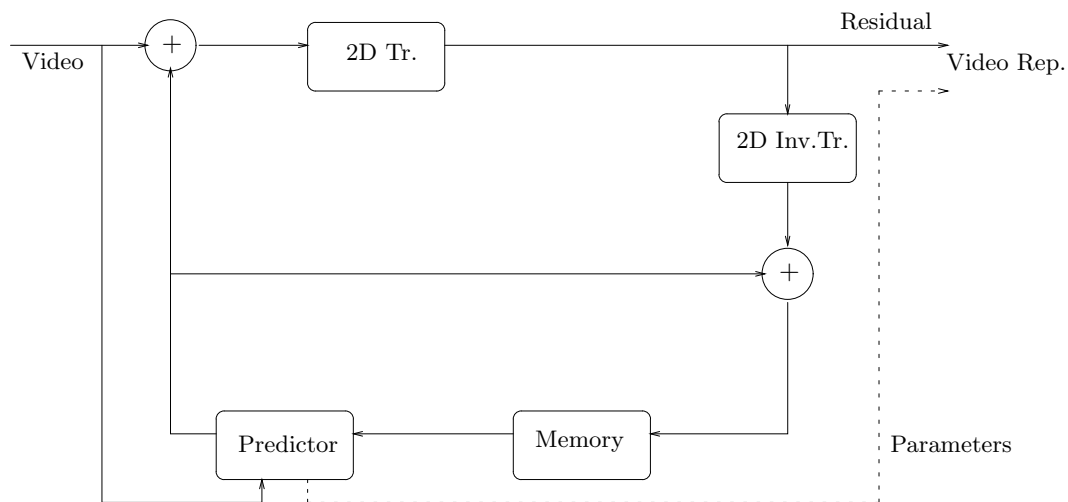 Residual
Video
+
2D Tr.
Video Rep.
2D Inv.Tr.
+
Predictor
Memory
Parameters